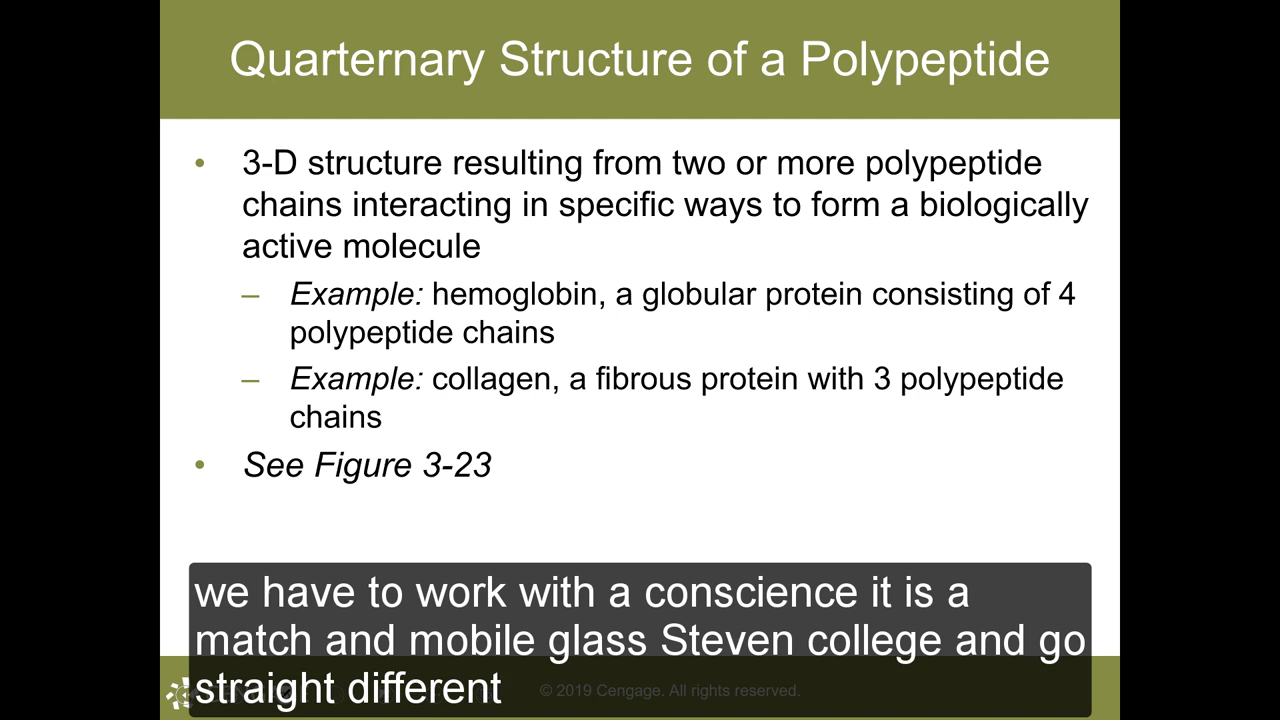 Quarternary Structure of a Polypeptide
• 3-D structure resulting from two or more polypeptide
chains interacting in specific ways to form a biologically
active molecule
– Example: hemoglobin, a globular protein consisting of 4
polypeptide chains
– Example: collagen, a fibrous protein with 3 polypeptide
chains
• See Figure 3-23
we have to work with a conscience it is a
match and mobile glass Steven college and go
straight different
© 2019 Cengage. All rights reserved.